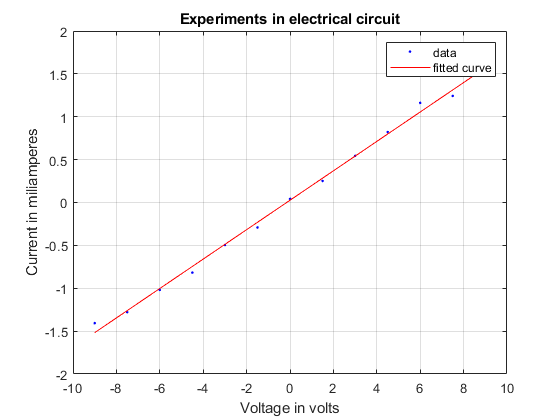 Experiments in electrical circuit
data
fitted curve
2
1.5
1
0.5
0
-0.5
-1
-1.5
-2
Current in miliamperes
-10 -8 -6 -4 -2 0 2 4 6 8 10
Voltage in volts